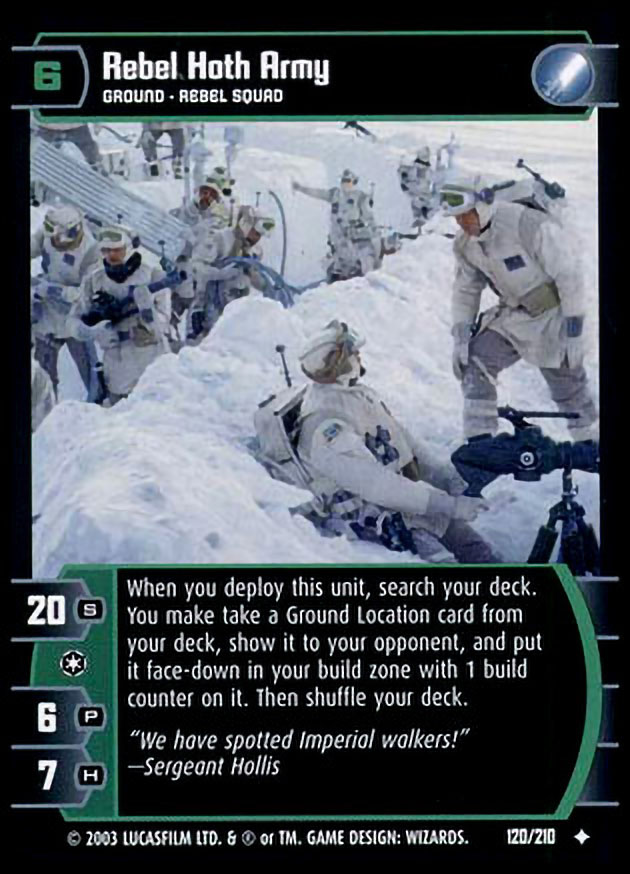 6
Rebel Hoth Army
GROUND • REBEL SQUAD
20 S
6 P
7 H
When you deploy this unit, search your deck.
You make take a Ground Location card from
your deck, show it to your opponent, and put
it face-down in your build zone with 1 build
counter on it. Then shuffle your deck.
“We have spotted Imperial walkers!”
—Sergeant Hollis
© 2003 LUCASFILM LTD. & ® or TM. GAME DESIGN: WIZARDS. 120/210